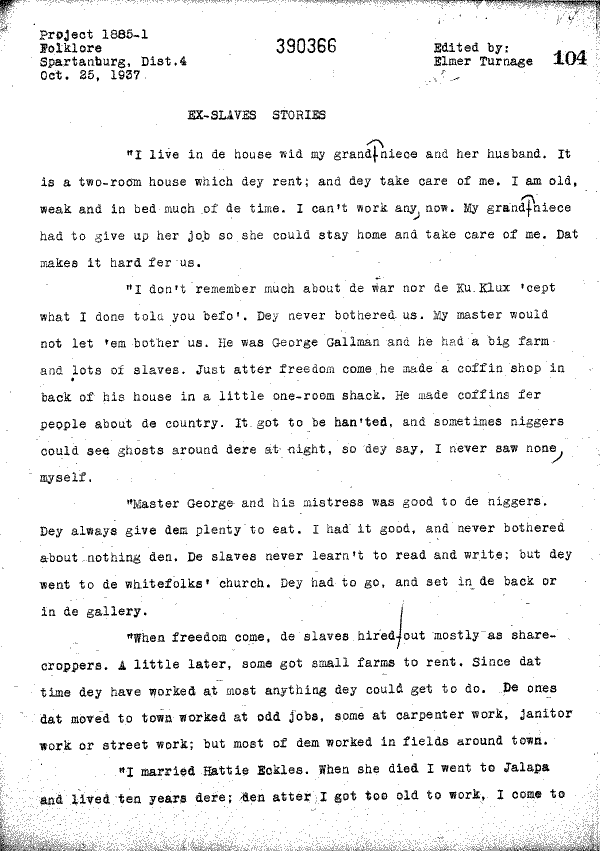 Project 1885-1
Folklore
Spartanburg, Dist.4
Oct. 25, 1937
390366
Edited by:
Elmer Turnage
104
EX-SLAVES STORIES
"I live in de house wid my grand-niece and her husband. It
is a two-room house which dey rent; and dey take care of me. I am old,
weak and in bed much of de time. I can't work any, now. My grand-niece
had to give up her job so she could stay home and take care of me. Dat
makes it hard fer us.
"I don't remember much about de war nor de Ku Klux 'cept
what I done told you befo'. Dey never bothered us. My master would
not let 'em bother us. He was George Gallman and he had a big farm
and lots of slaves. Just atter freedom come he made a coffin shop in
back of his house in a little one-room shack. He made coffins fer
people about de country. It got to be han'ted, and sometimes niggers
could see ghosts around dere at night, so dey say. I never saw none,
myself.
"Master George and his mistress was good to de niggers.
Dey always give dem plenty to eat. I had it good, and never bothered
about nothing den. De slaves never learn't to read and write; but dey
went to de whitefolks' church. Dey had to go, and set in de back or
in de gallery.
"When freedom come, de slaves hired out mostly as share-
croppers. A little later, some got small farms to rent. Since dat
time dey have worked at most anything dey could get to do. De ones
dat moved to town worked at odd jobs, some at carpenter work, janitor
work or street work; but most of dem worked in fields around town.
"I married Hattie Eckles. When she died I went to Jalapa
and lived ten years dere; den atter I got too old to work, I come to